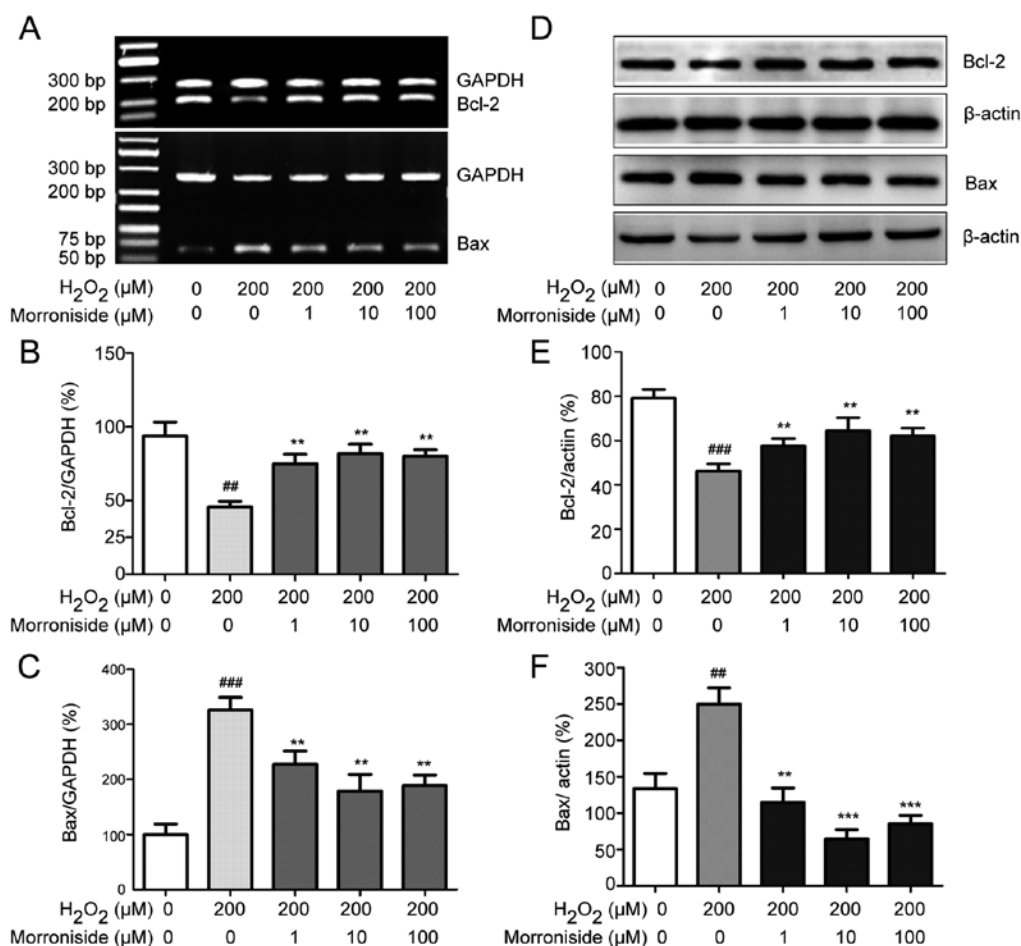 A
300 bp
200 bp
GAPDH
Bcl-2
300 bp
200 bp
75 bp
50 bp
GAPDH
Bax
H2O2 (μM) 0 200 200 200 200
Morroniside (μM) 0 0 1 10 100
D
Bcl-2
β-actin
Bax
β-actin
H2O2 (μM) 0 200 200 200 200
Morroniside (μM) 0 0 1 10 100
B
Bcl-2/GAPDH (%)
150
100
50
0
## ** ** **
H2O2 (μM) 0 200 200 200 200
Morroniside (μM) 0 0 1 10 100
E
Bcl-2/actiin (%)
100
80
60
40
20
0
### ** ** **
H2O2 (μM) 0 200 200 200 200
Morroniside (μM) 0 0 1 10 100
C
Bax/GAPDH (%)
400
300
200
100
0
### ** ** **
H2O2 (μM) 0 200 200 200 200
Morroniside (μM) 0 0 1 10 100
F
Bax/ actin (%)
300
250
200
150
100
50
0
## ** *** ***
H2O2 (μM) 0 200 200 200 200
Morroniside (μM) 0 0 1 10 100